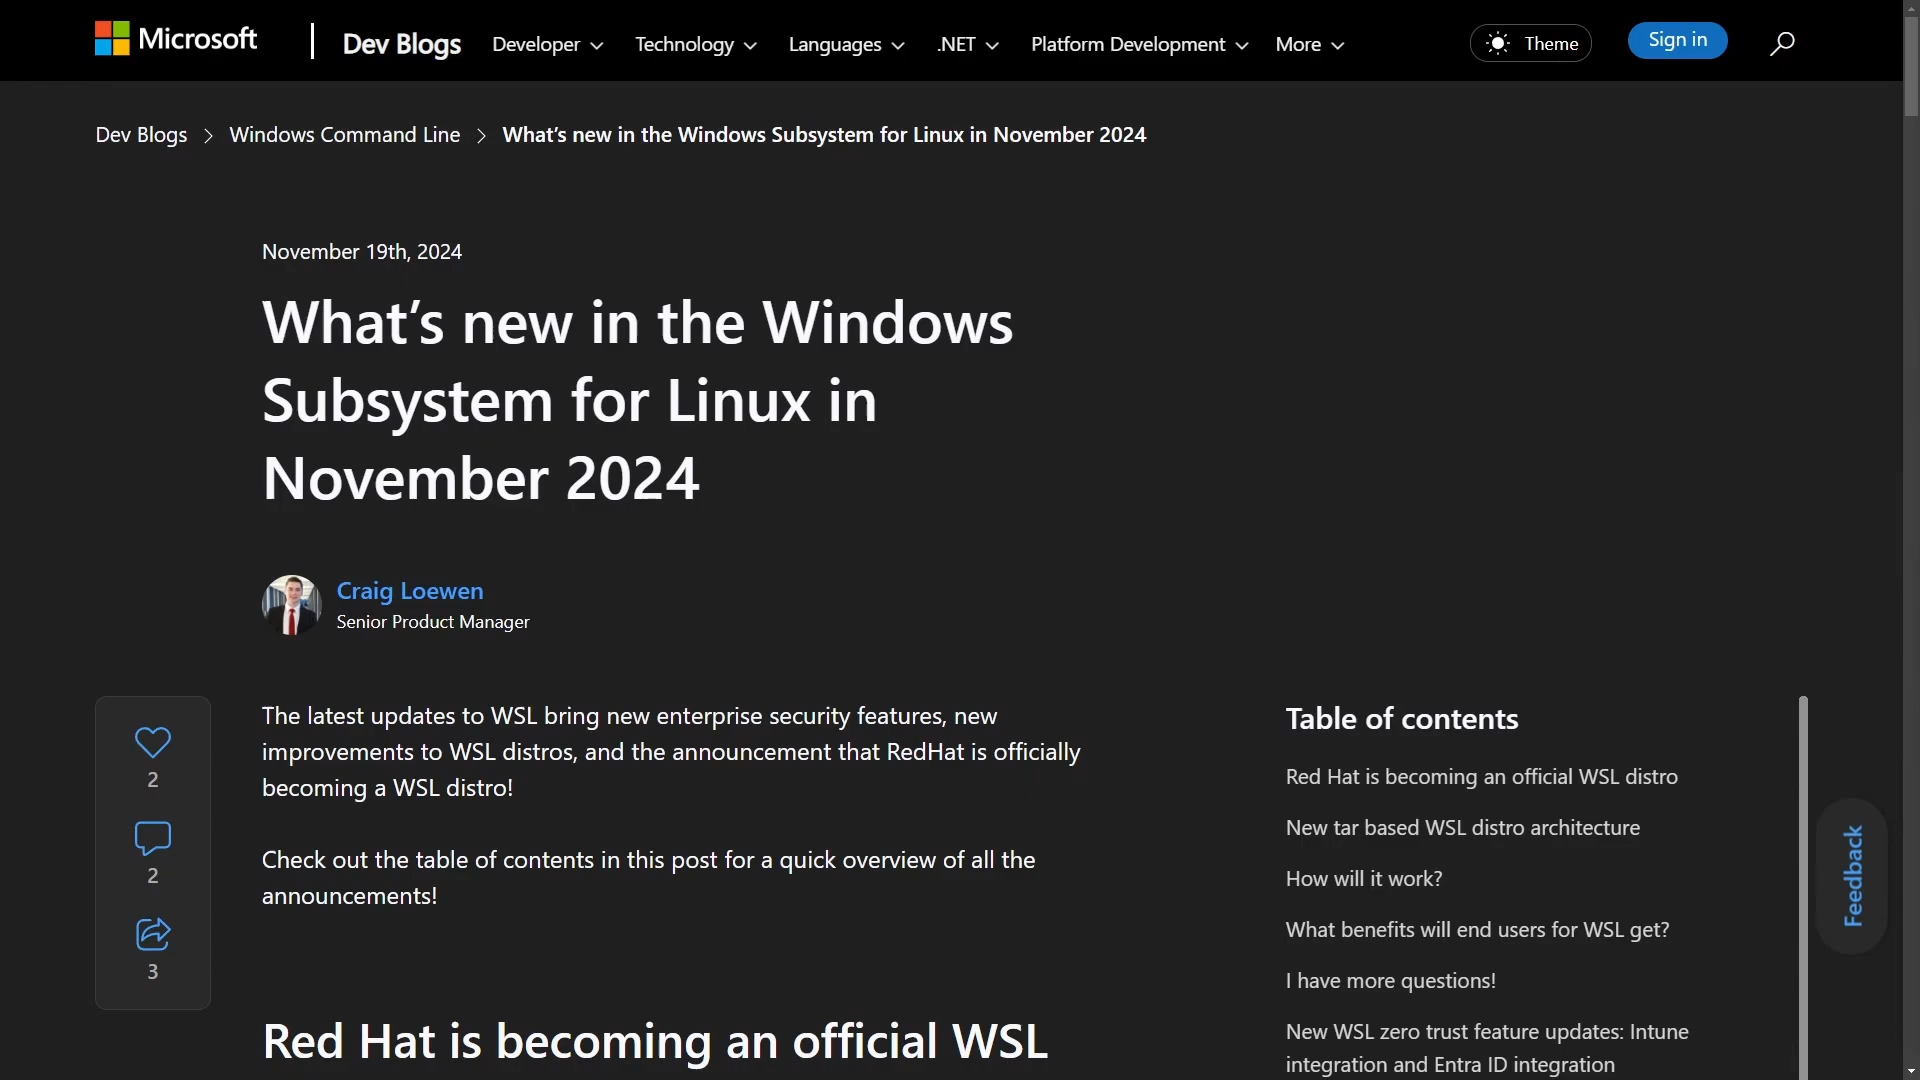 Microsoft
Dev Blogs
Developer
Technology
Languages
.NET
Platform Development
More
Theme
Sign in
Dev Blogs > Windows Command Line > What's new in the Windows Subsystem for Linux in November 2024
November 19th, 2024
What's new in the Windows
Subsystem for Linux in
November 2024
Craig Loewen
Senior Product Manager
2
2
3
The latest updates to WSL bring new enterprise security features, new
improvements to WSL distros, and the announcement that RedHat is officially
becoming a WSL distro!
Check out the table of contents in this post for a quick overview of all the
announcements!
Red Hat is becoming an official WSL
Table of contents
Red Hat is becoming an official WSL distro
New tar based WSL distro architecture
How will it work?
What benefits will end users for WSL get?
I have more questions!
New WSL zero trust feature updates: Intune
integration and Entra ID integration
Feedback